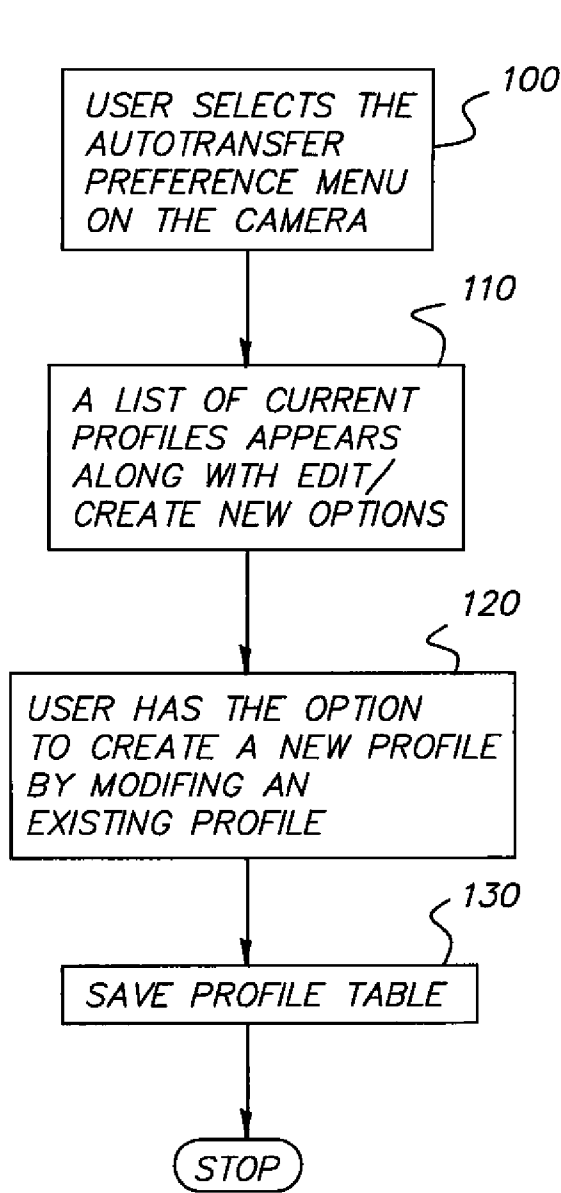 100
USER SELECTS THE
AUTOTRANSFER
PREFERENCE MENU
ON THE CAMERA
110
A LIST OF CURRENT
PROFILES APPEARS
ALONG WITH EDIT/
CREATE NEW OPTIONS
120
USER HAS THE OPTION
TO CREATE A NEW PROFILE
BY MODIFING AN
EXISTING PROFILE
130
SAVE PROFILE TABLE
STOP